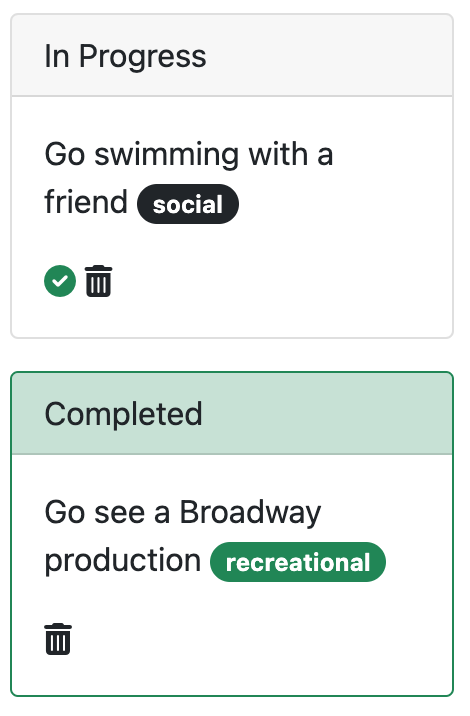 In Progress
Go swimming with a
friend social
Completed
Go see a Broadway
production recreational